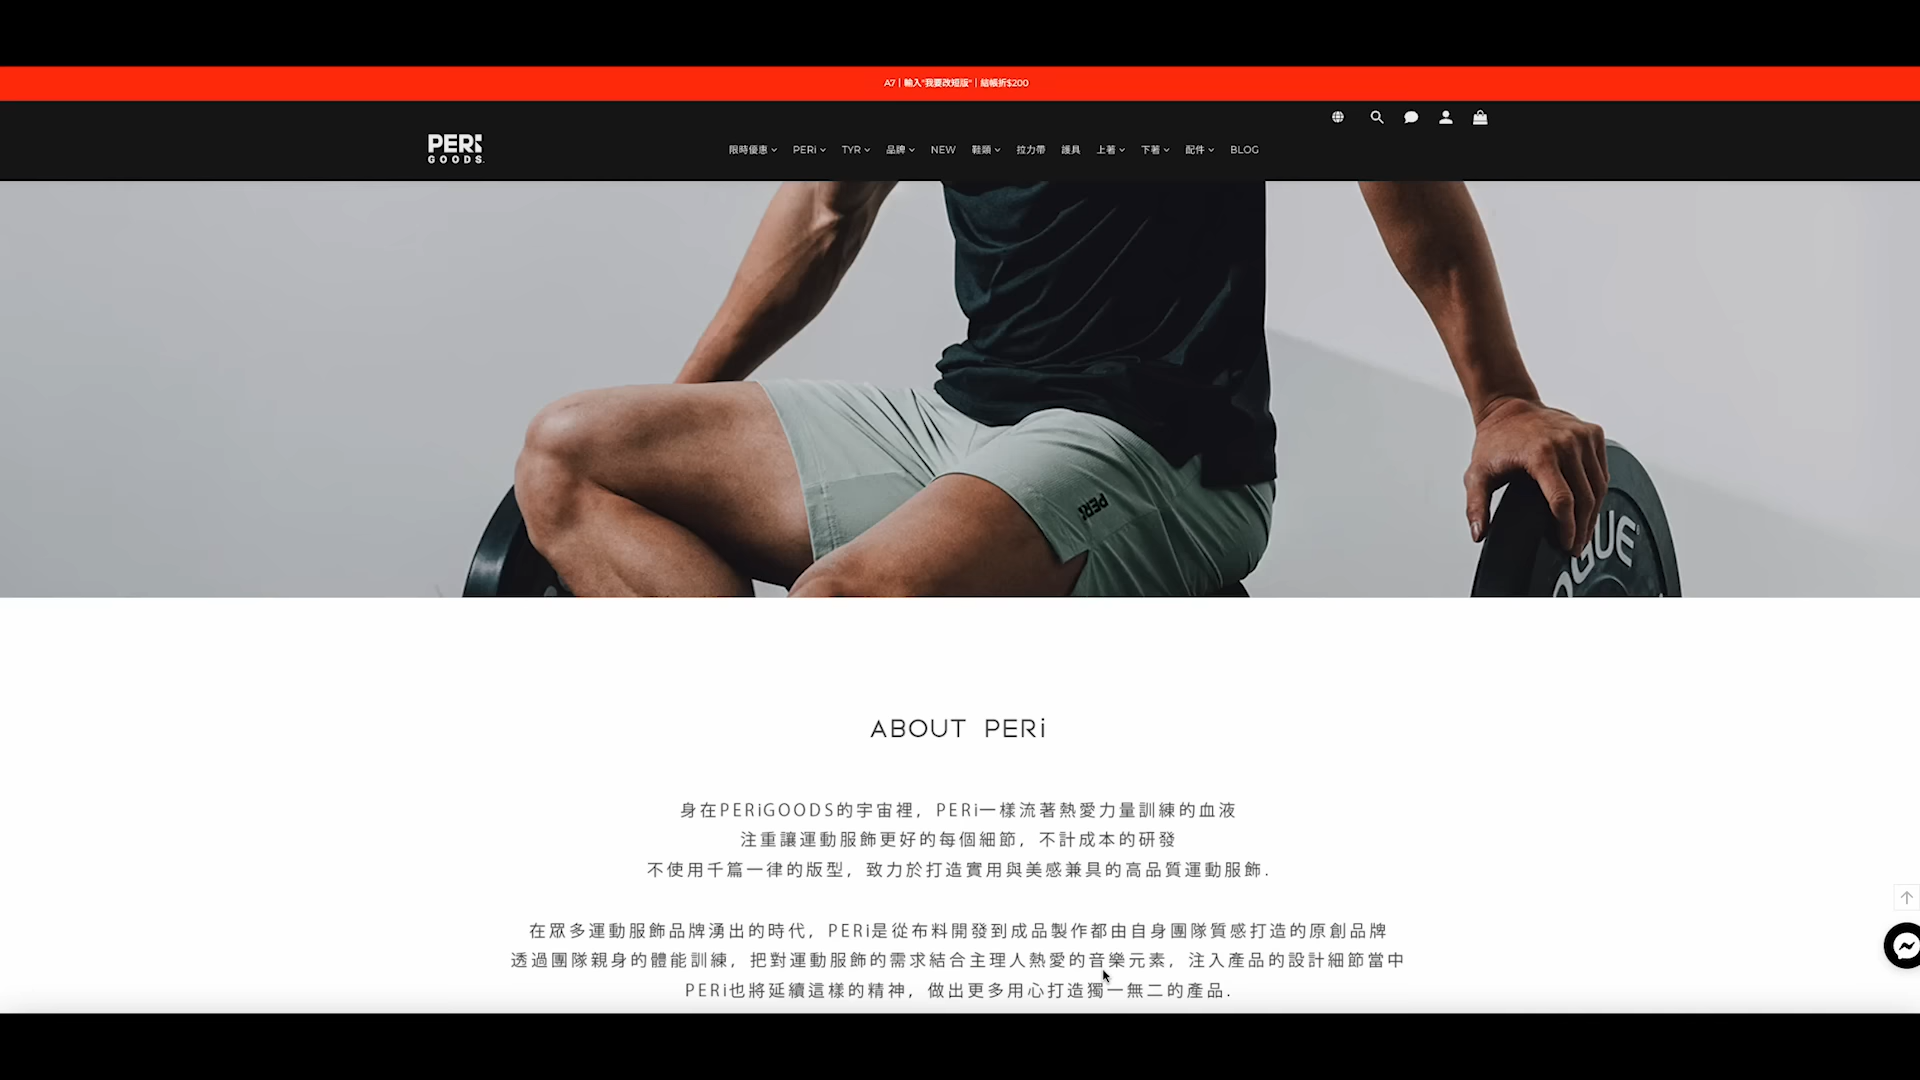 A7｜輸入"我要改短版"｜結帳折$200
PERi
GOODS.
限時優惠 PERi TYR 品牌 NEW 鞋類 拉力帶 護具 上著 下著 配件 BLOG
PERi
OGUE
ABOUT PERi
身在PERiGOODS的宇宙裡，PERi一樣流著熱愛力量訓練的血液
注重讓運動服飾更好的每個細節，不計成本的研發
不使用千篇一律的版型，致力於打造實用與美感兼具的高品質運動服飾.
在眾多運動服飾品牌湧出的時代，PERi是從布料開發到成品製作都由自身團隊質感打造的原創品牌
透過團隊親身的體能訓練，把對運動服飾的需求結合主理人熱愛的音樂元素，注入產品的設計細節當中
PERi也將延續這樣的精神，做出更多用心打造獨一無二的產品.